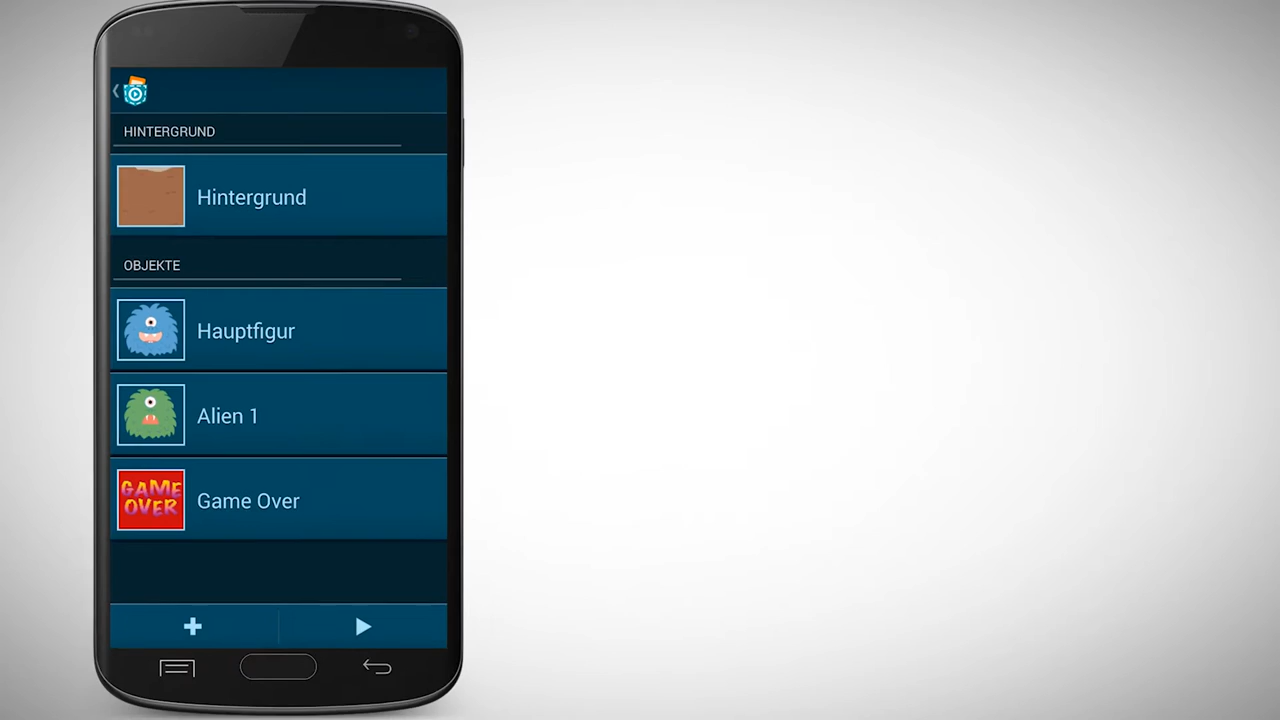 HINTERGRUND
Hintergrund
OBJEKTE
Hauptfigur
Alien 1
GAME
OVER
Game Over